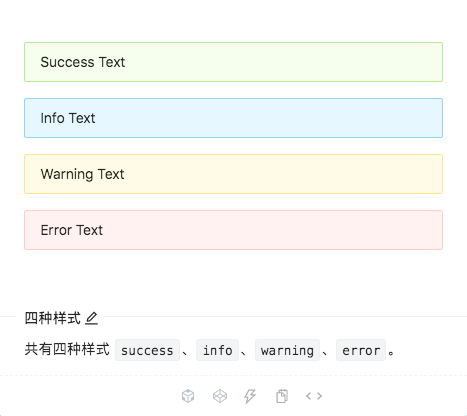 Success Text
Info Text
Warning Text
Error Text
四种样式
共有四种样式 success、info、warning、error。